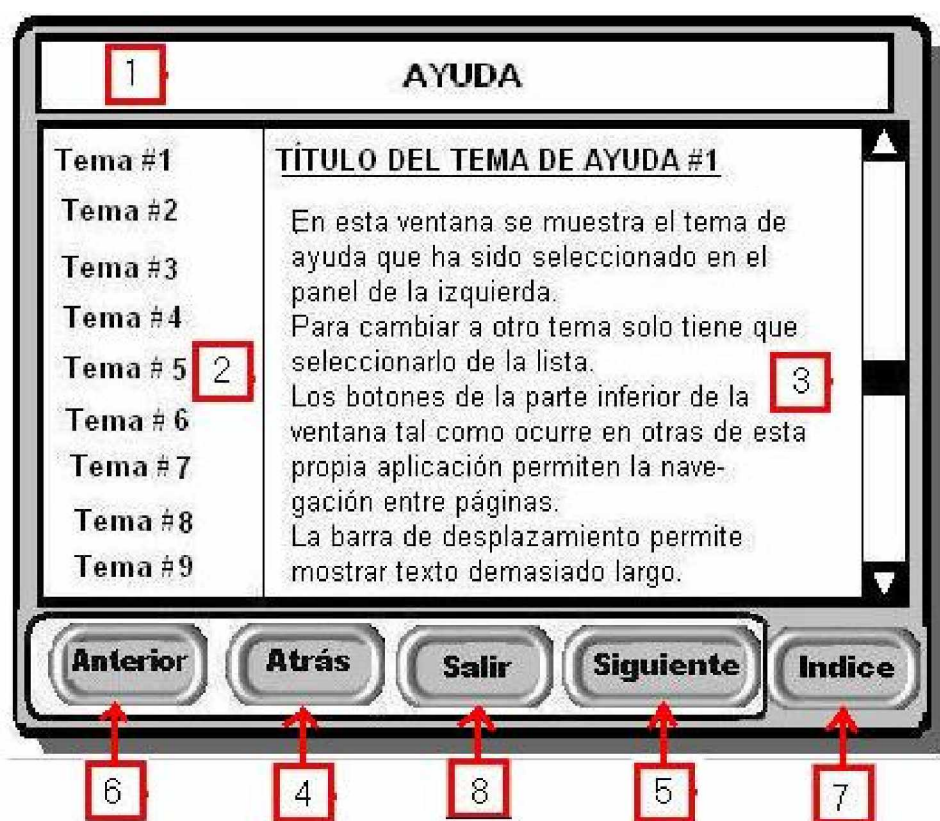 1
AYUDA
Tema #1
Tema #2
Tema #3
Tema #4
Tema # 5
2
Tema # 6
Tema # 7
Tema #8
Tema #9
TÍTULO DEL TEMA DE AYUDA #1
En esta ventana se muestra el tema de
ayuda que ha sido seleccionado en el
panel de la izquierda.
Para cambiar a otro tema solo tiene que
seleccionarlo de la lista.
3
Los botones de la parte inferior de la
ventana tal como ocurre en otras de esta
propia aplicación permiten la nave-
gación entre páginas.
La barra de desplazamiento permite
mostrar texto demasiado largo.
Anterior
Atrás
Salir
Siguiente
Indice
6
4
8
5
7